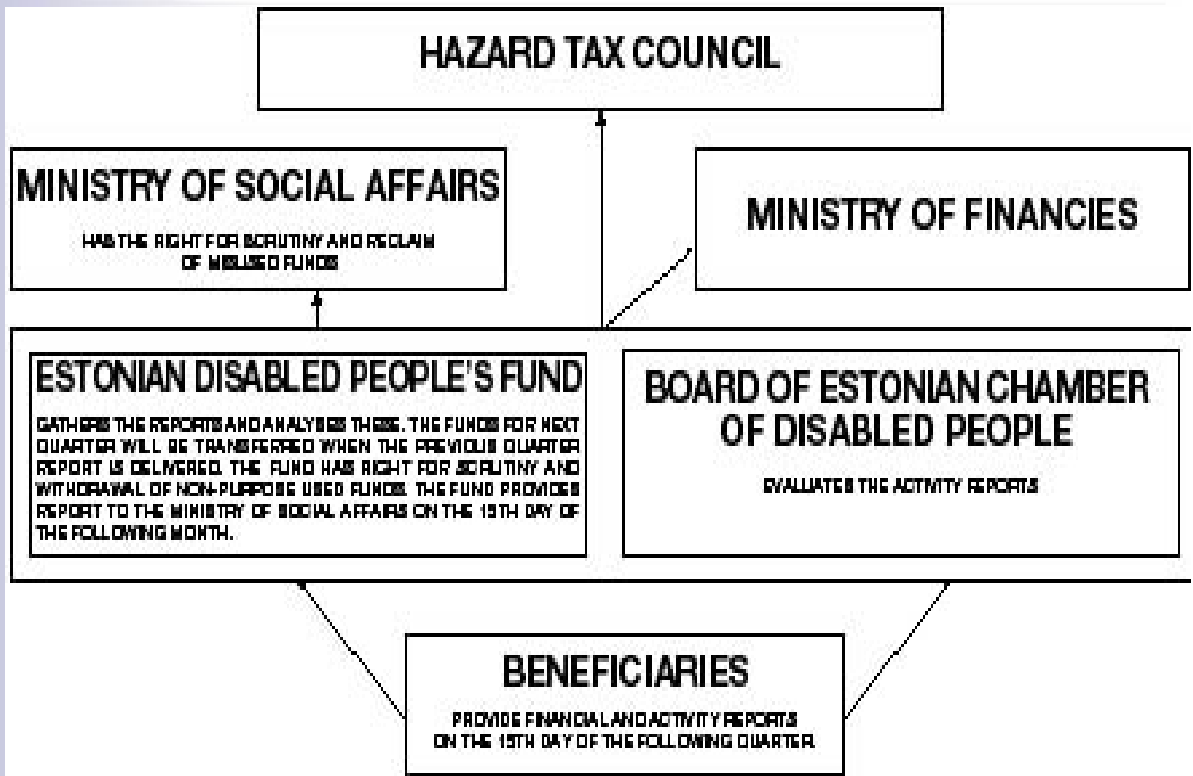 HAZARD TAX COUNCIL
MINISTRY OF SOCIAL AFFAIRS
HAS THE RIGHT FOR SCRUTINY AND RECLAIM
OF MISUSED FUNDS
MINISTRY OF FINANCIES
ESTONIAN DISABLED PEOPLE'S FUND
GATHERS THE REPORTS AND ANALYSES THESE. THE FUNDS FOR NEXT
QUARTER WILL BE TRANSFERRED WHEN THE PREVIOUS QUARTER
REPORT IS DELIVERED. THE FUND HAS RIGHT FOR SCRUTINY AND
WITHDRAWAL OF NON-PURPOSE USED FUNDS. THE FUND PROVIDES
REPORT TO THE MINISTRY OF SOCIAL AFFAIRS ON THE DAY OF
THE FOLLOWING MONTH.
BOARD OF ESTONIAN CHAMBER
OF DISABLED PEOPLE
EVALUATES THE ACTIVITY REPORTS
BENEFICIARIES
PROVIDE FINANCIAL AND ACTIVITY REPORTS
ON THE DAY OF THE FOLLOWING QUARTER.